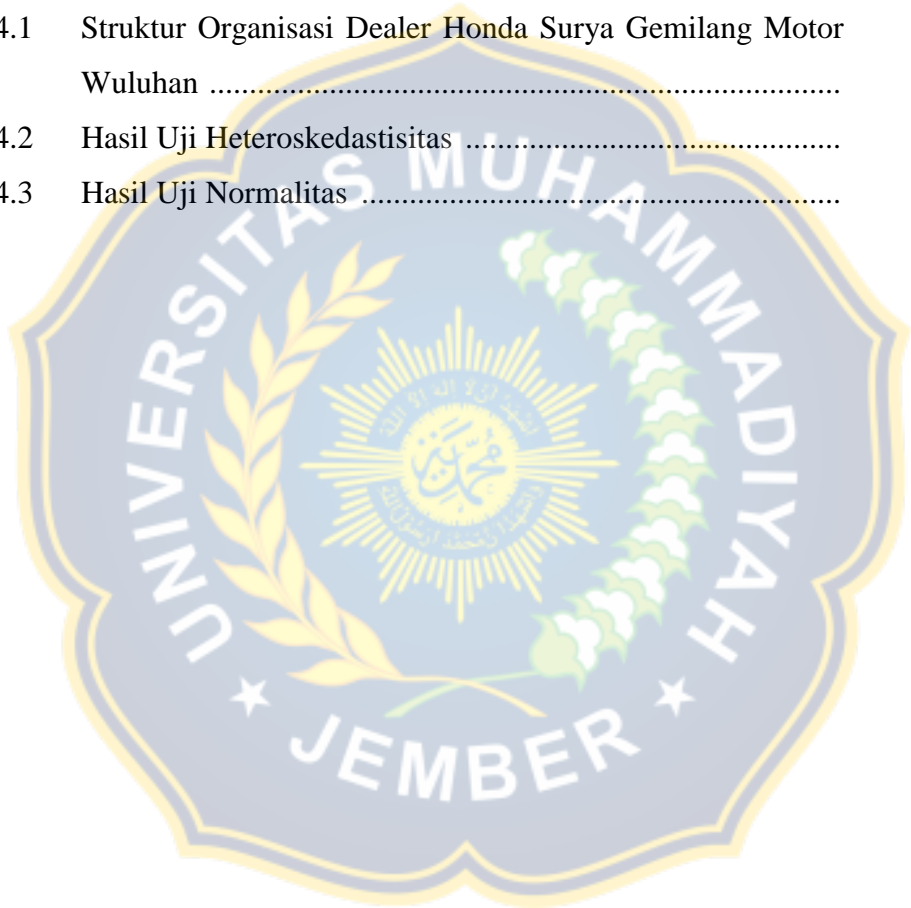 4.1 Struktur Organisasi Dealer Honda Surya Gemilang Motor
Wuluhan ......................................................................
4.2 Hasil Uji Heteroskedastisitas ..........................................
4.3 Hasil Uji Normalitas .....................................................
UNIVERSITAS MUHAMMADIYAH
★ JEMBER ★